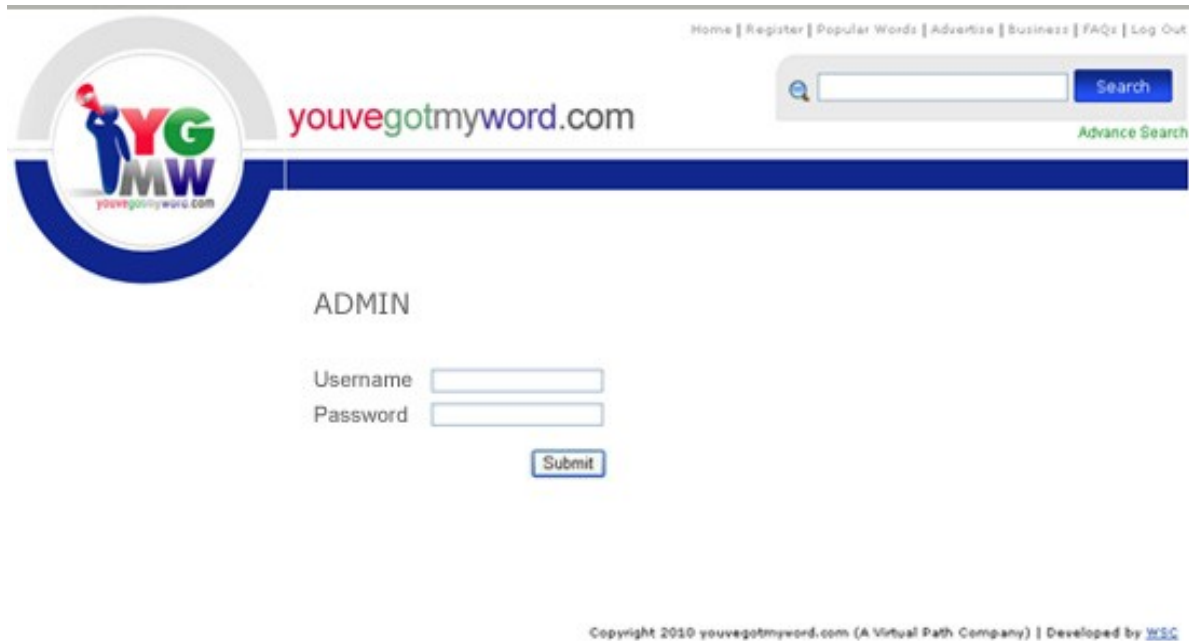 Home | Register | Popular Words | Advertise | Business | FAQs | Log Out
Search
youvegotmyword.com
Advance Search
YG
MW
youvegotmyword.com
ADMIN
Username
Password
Submit
Copyright 2010 youvegotmyword.com (A Virtual Path Company) | Developed by WSC